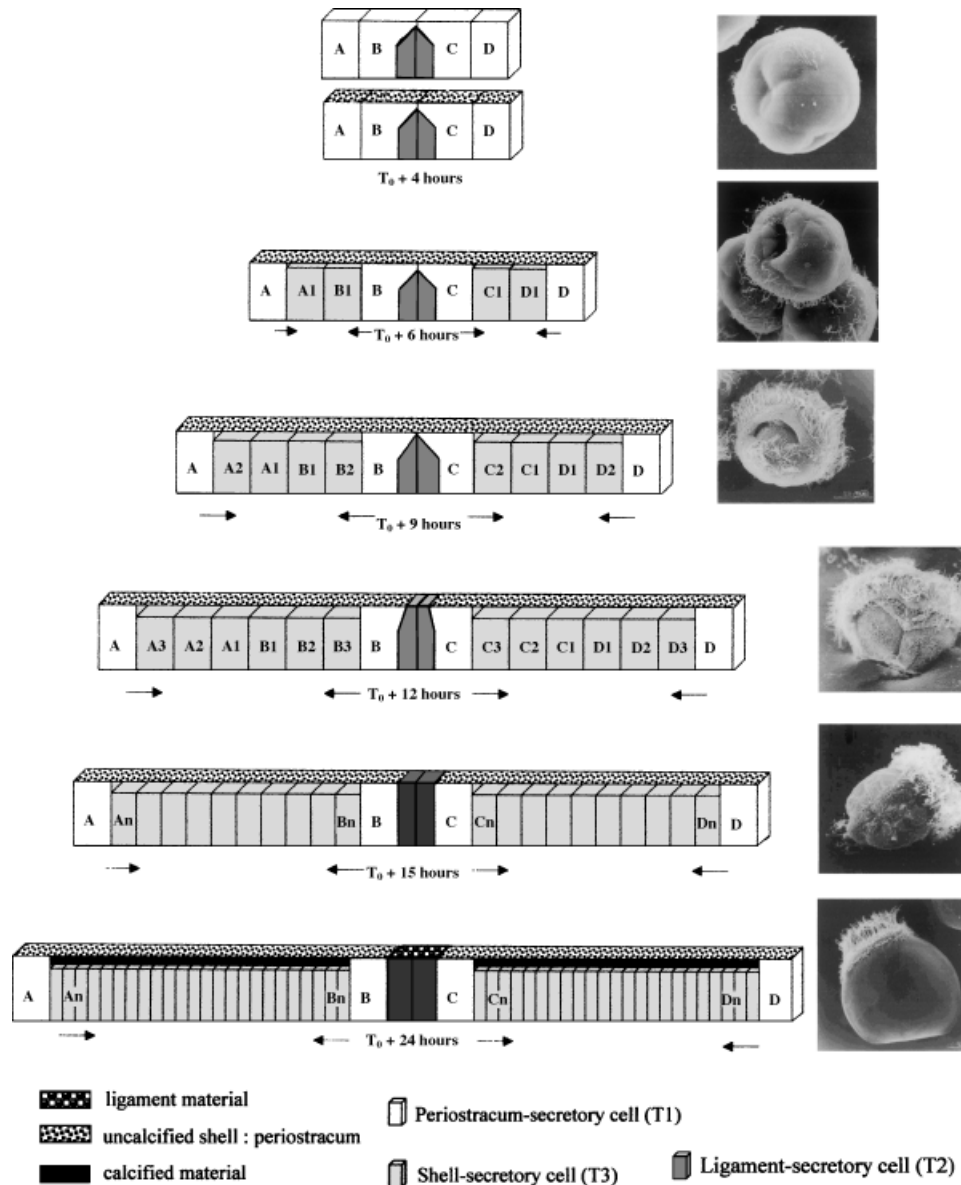 A B C D
A B C D
T₀ + 4 hours
A A1 B1 B C C1 D1 D
T₀ + 6 hours
A A2 A1 B1 B2 B C C2 C1 D1 D2 D
T₀ + 9 hours
A A3 A2 A1 B1 B2 B3 B C C3 C2 C1 D1 D2 D3 D
T₀ + 12 hours
A An Bn B C Cn Dn D
T₀ + 15 hours
A An Bn B C Cn Dn D
T₀ + 24 hours
ligament material
uncalcified shell : periostracum
calcified material
Periostracum-secretory cell (T1)
Shell-secretory cell (T3)
Ligament-secretory cell (T2)